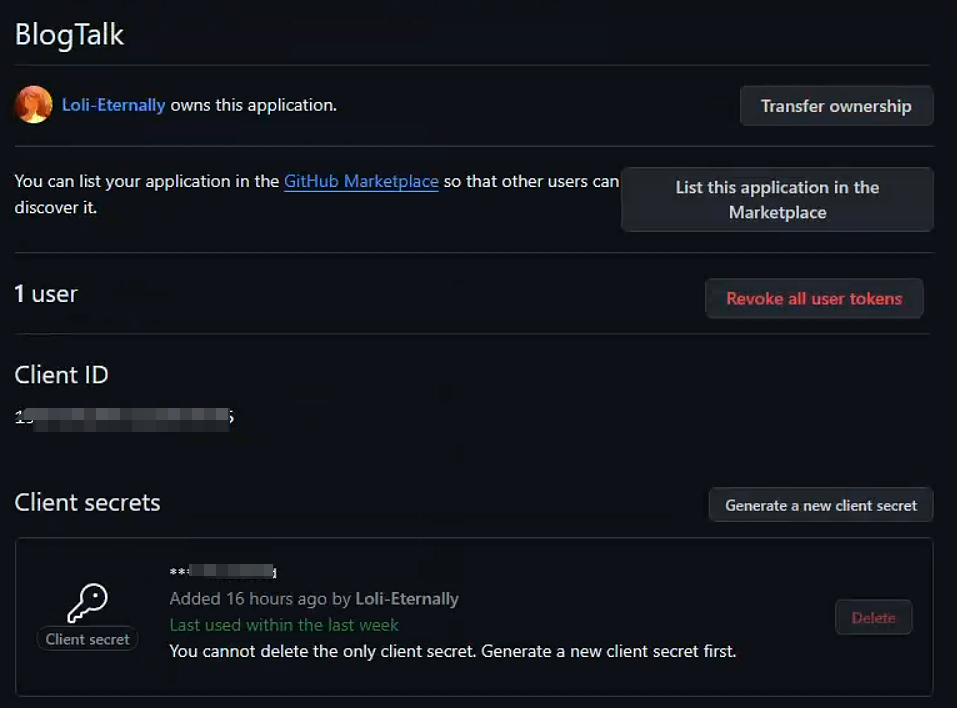 BlogTalk
Loli-Eternally owns this application.
Transfer ownership
You can list your application in the GitHub Marketplace so that other users can
discover it.
List this application in the
Marketplace
1 user
Revoke all user tokens
Client ID
Client secrets
Generate a new client secret
Added 16 hours ago by Loli-Eternally
Last used within the last week
You cannot delete the only client secret. Generate a new client secret first.
Client secret
Delete